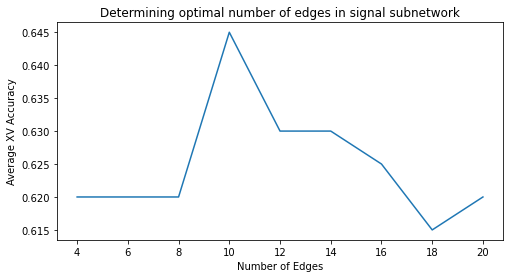 Determining optimal number of edges in signal subnetwork
Average XV Accuracy
0.645
0.640
0.635
0.630
0.625
0.620
0.615
4 6 8 10 12 14 16 18 20
Number of Edges